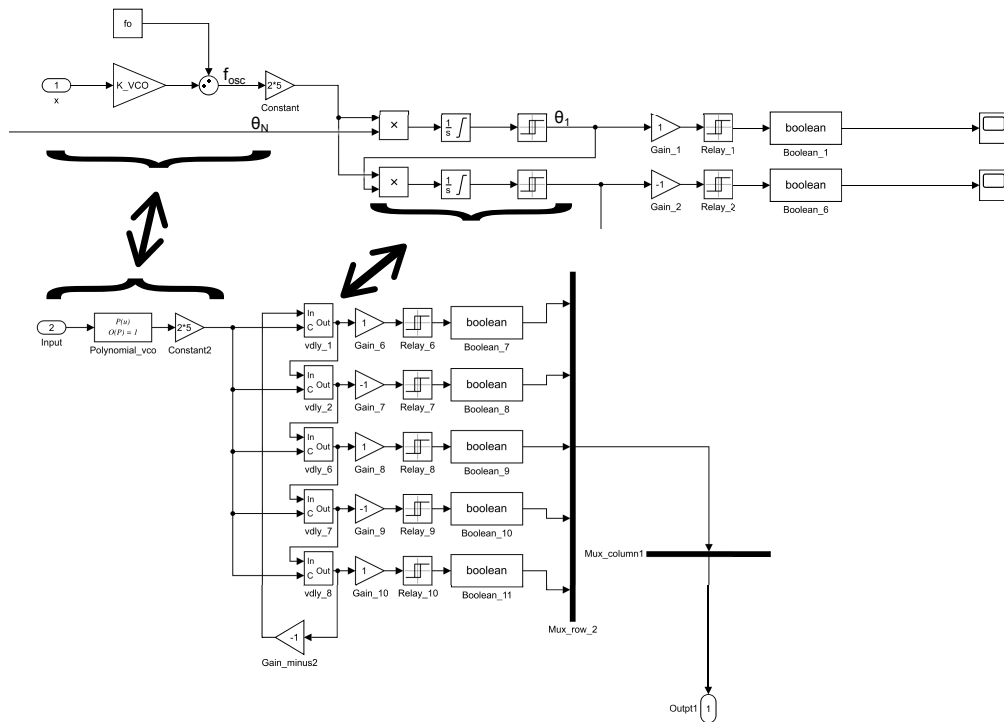 fo
1
x
K_VCO
fosc
2*5
Constant
θN
×
1
s
θ1
1
Gain_1
Relay_1
boolean
Boolean_1
×
1
s
-1
Gain_2
Relay_2
boolean
Boolean_6
2
Input
P(u)
O(P) = 1
Polynomial_vco
2*5
Constant2
In
C
Out
vdly_1
1
Gain_6
Relay_6
boolean
Boolean_7
In
C
Out
vdly_2
-1
Gain_7
Relay_7
boolean
Boolean_8
In
C
Out
vdly_6
1
Gain_8
Relay_8
boolean
Boolean_9
In
C
Out
vdly_7
-1
Gain_9
Relay_9
boolean
Boolean_10
In
C
Out
vdly_8
1
Gain_10
Relay_10
boolean
Boolean_11
-1
Gain_minus2
Mux_row_2
Mux_column1
Outpt1
1